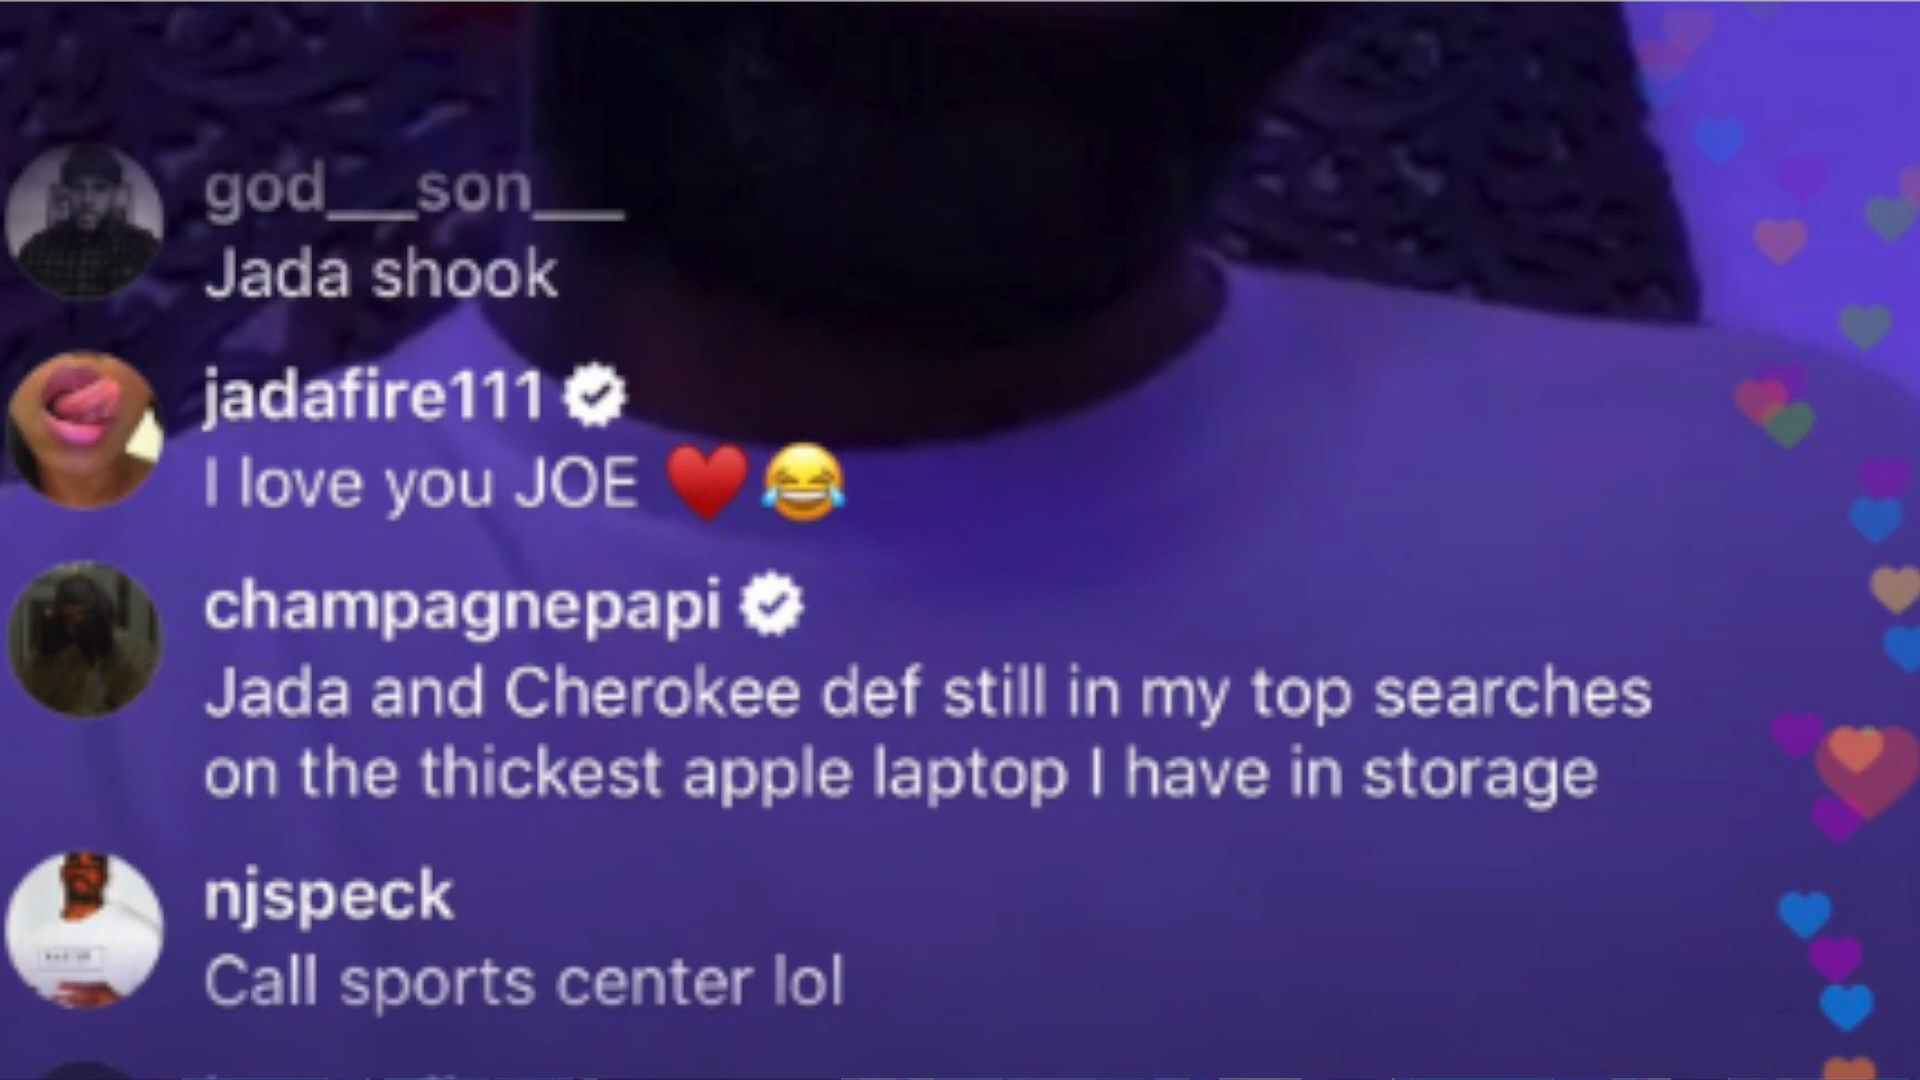 god___son___
Jada shook
jadafire111
I love you JOE ❤️😂
champagnepapi
Jada and Cherokee def still in my top searches
on the thickest apple laptop I have in storage
njspeck
Call sports center lol